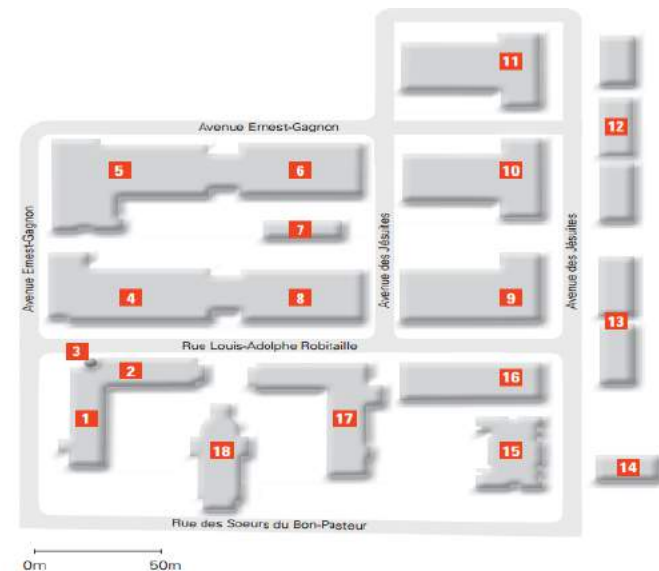 11
12
Avenue Ernest-Gagnon
5
6
10
7
Avenue Ernest-Gagnon
Avenue des Jésuites
Avenue des Jésuites
4
8
9
13
Rue Louis-Adolphe Robitaille
3
2
16
1
17
18
15
14
Rue des Soeurs du Bon-Pasteur
0m 50m